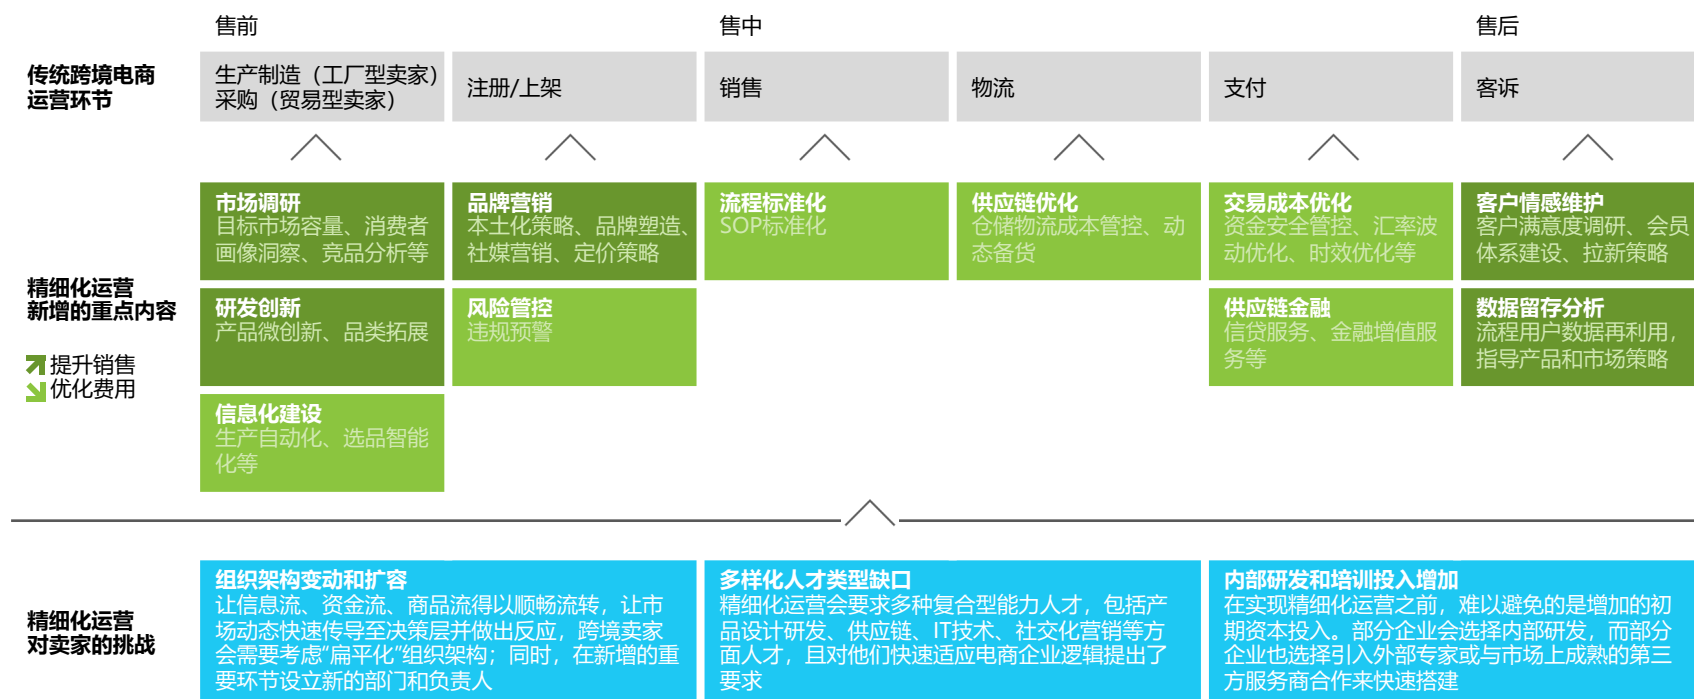 售前
售中
售后
传统跨境电商
运营环节
生产制造（工厂型卖家）
采购（贸易型卖家）
注册/上架
销售
物流
支付
客诉
精细化运营
新增的重点内容
提升销售
优化费用
市场调研
目标市场容量、消费者
画像洞察、竞品分析等
品牌营销
本土化策略、品牌塑造、
社媒营销、定价策略
流程标准化
SOP标准化
供应链优化
仓储物流成本管控、动
态备货
交易成本优化
资金安全管控、汇率波
动优化、时效优化等
客户情感维护
客户满意度调研、会员
体系建设、拉新策略
研发创新
产品微创新、品类拓展
风险管控
违规预警
供应链金融
信贷服务、金融增值服
务等
数据留存分析
流程用户数据再利用，
指导产品和市场策略
信息化建设
生产自动化、选品智能
化等
精细化运营
对卖家的挑战
组织架构变动和扩容
让信息流、资金流、商品流得以顺畅流转，让市
场动态快速传导至决策层并做出反应，跨境卖家
会需要考虑“扁平化”组织架构；同时，在新增的重
要环节设立新的部门和负责人
多样化人才类型缺口
精细化运营会要求多种复合型能力人才，包括产
品设计研发、供应链、IT技术、社交化营销等方
面人才，且对他们快速适应电商企业逻辑提出了
要求
内部研发和培训投入增加
在实现精细化运营之前，难以避免的是增加的初
期资本投入。部分企业会选择内部研发，而部分
企业也选择引入外部专家或与市场上成熟的第三
方服务商合作来快速搭建